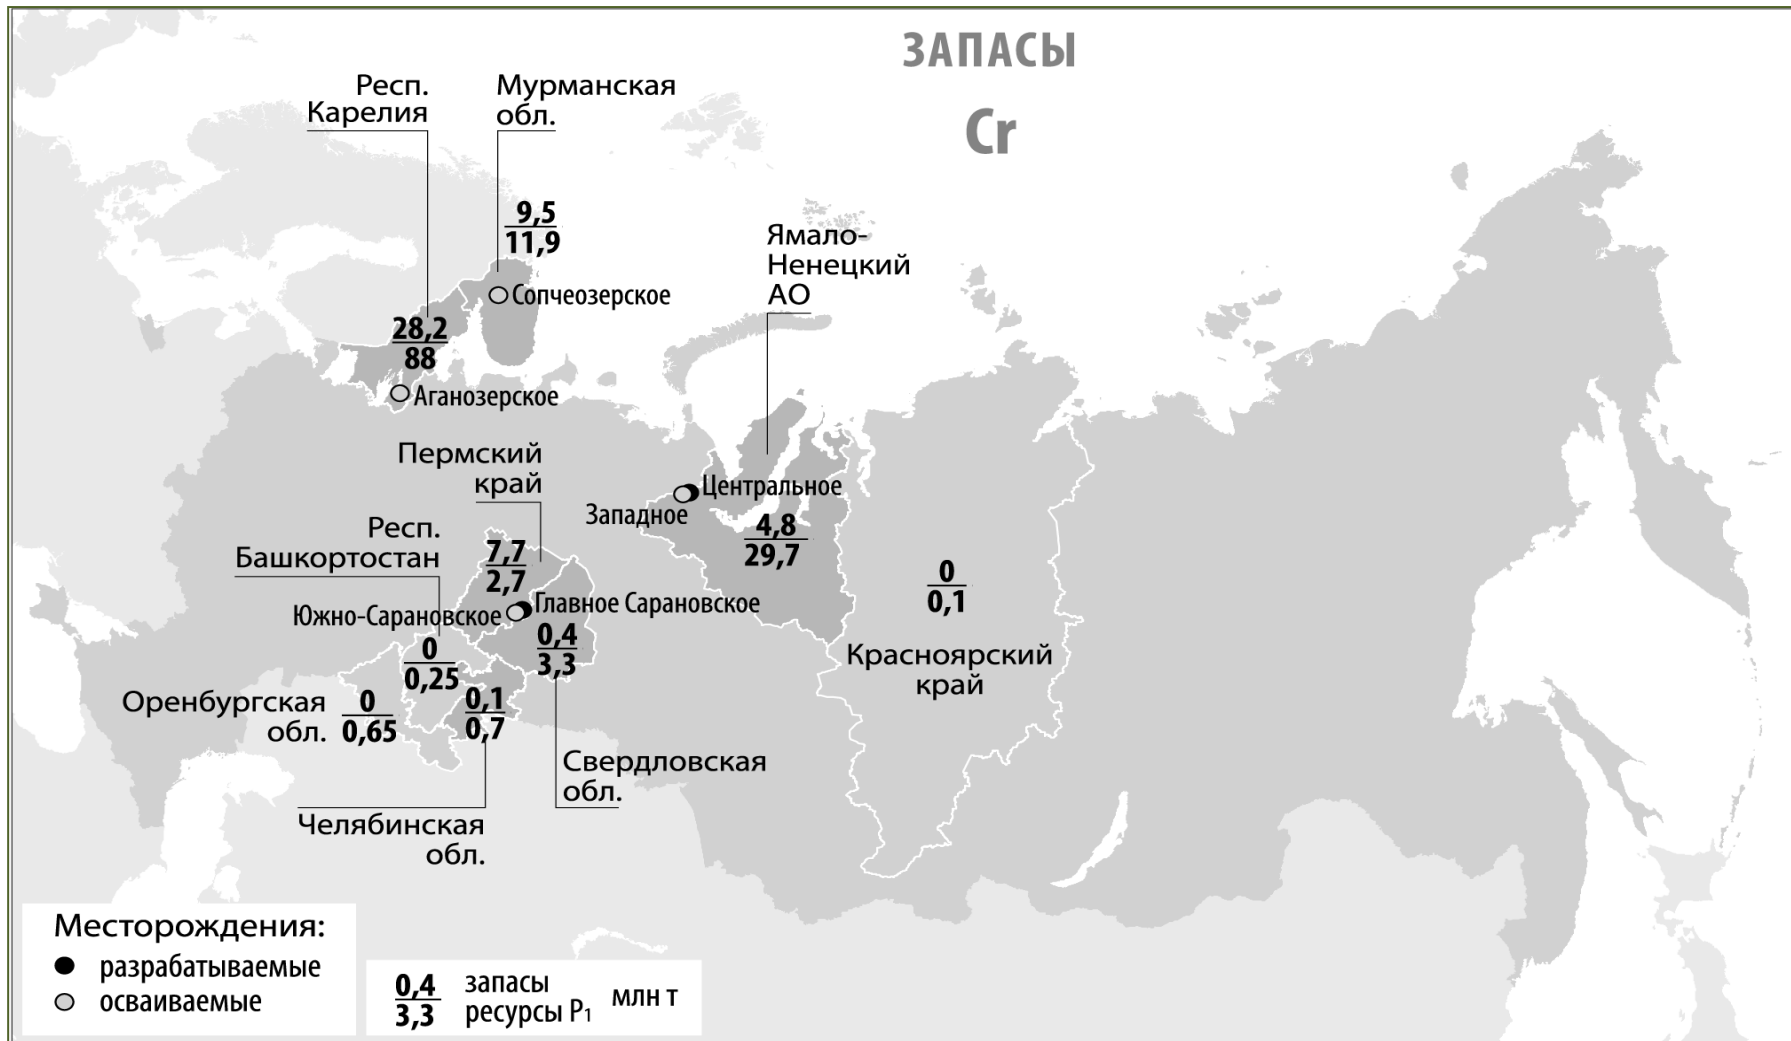 ЗАПАСЫ
Cr
Респ.
Карелия
Мурманская
обл.
9,5
11,9
Сопчеозерское
28,2
88
Аганозерское
Ямало-
Ненецкий
АО
Центральное
Западное
4,8
29,7
Пермский
край
Респ.
Башкортостан
7,7
2,7
Южно-Сарановское
Главное Сарановское
0,4
3,3
0
0,25
0,1
0,7
Оренбургская
обл.
0
0,65
0
0,1
Красноярский
край
Свердловская
обл.
Челябинская
обл.
Месторождения:
разрабатываемые
осваиваемые
0,4
3,3
запасы
ресурсы P₁
млн т